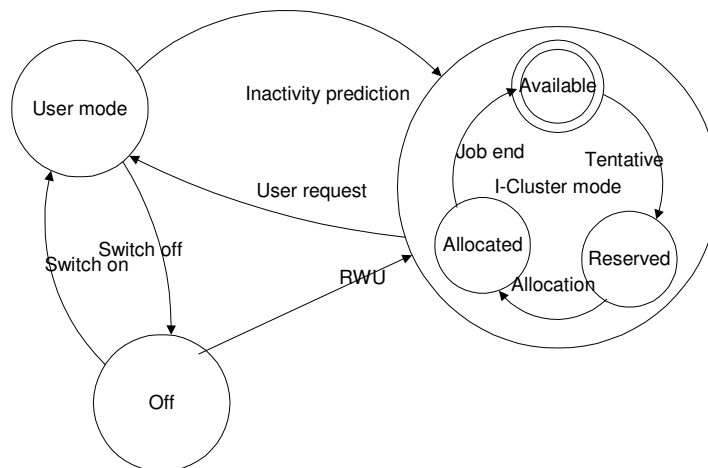 Available
Inactivity prediction
User mode
Job end
Tentative
User request
I-Cluster mode
Allocated
Reserved
Switch off
Switch on
RWU
Allocation
Off